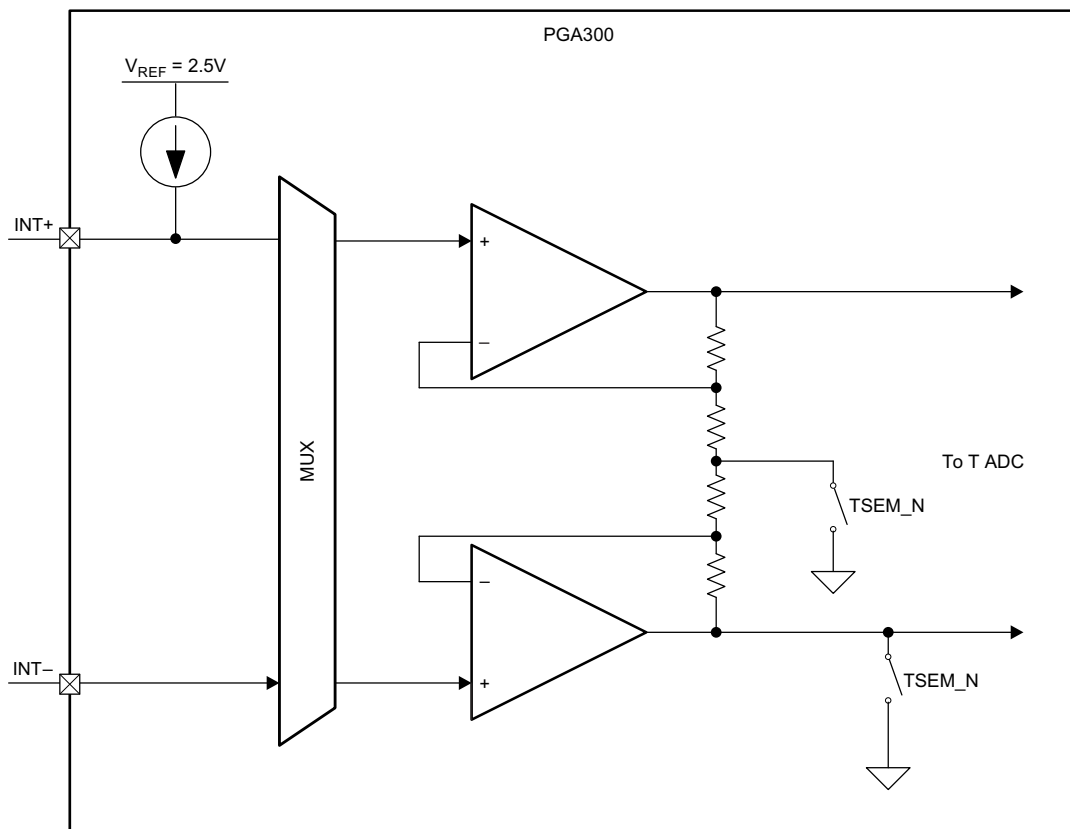 PGA300
V_REF = 2.5V
INT+
+
–
MUX
To T ADC
TSEM_N
–
INT–
+
TSEM_N